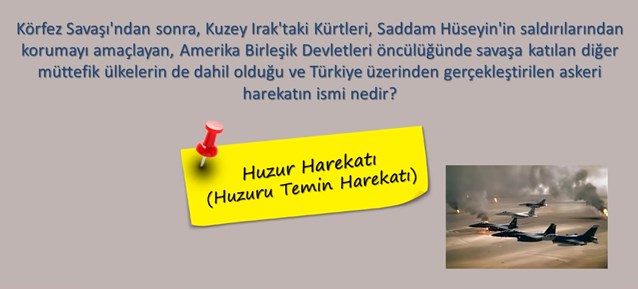 Körfez Savaşı'ndan sonra, Kuzey Irak'taki Kürtleri, Saddam Hüseyin'in saldırılarından
korumayı amaçlayan, Amerika Birleşik Devletleri öncülüğünde savaşa katılan diğer
müttefik ülkelerin de dahil olduğu ve Türkiye üzerinden gerçekleştirilen askeri
harekatın ismi nedir?
Huzur Harekatı
(Huzuru Temin Harekatı)